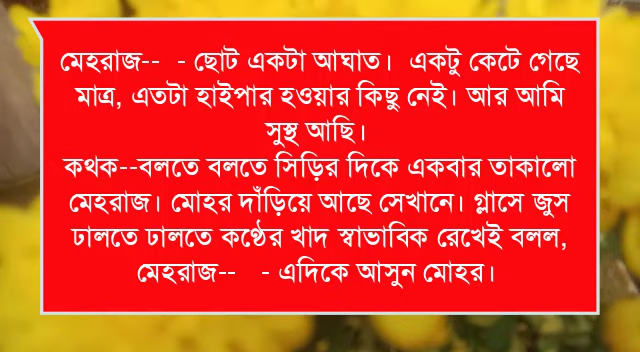 মেহরাজ--  - ছোট একটা আঘাত।  একটু কেটে গেছে
মাত্র, এতটা হাইপার হওয়ার কিছু নেই। আর আমি
সুস্থ আছি।
কথক--বলতে বলতে সিড়ির দিকে একবার তাকালো
মেহরাজ। মোহর দাঁড়িয়ে আছে সেখানে। গ্লাসে জুস
ঢালতে ঢালতে কণ্ঠের খাদ স্বাভাবিক রেখেই বলল,
মেহরাজ--   - এদিকে আসুন মোহর।